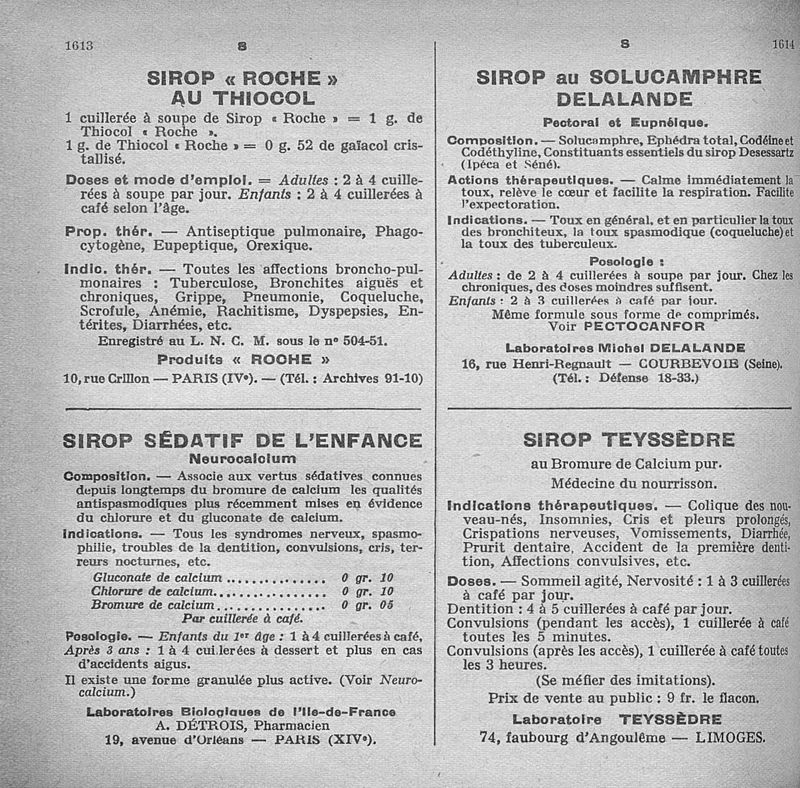 1613
S
SIROP « ROCHE »
AU THIOCOL
1 cuillerée à soupe de Sirop « Roche » = 1 g. de
Thiocol « Roche ».
1 g. de Thiocol « Roche » = 0 g. 52 de gaïacol cris-
tallisé.
Doses et mode d'emploi. = Adultes : 2 à 4 cuille-
rées à soupe par jour. Enfants : 2 à 4 cuillerées à
café selon l'âge.
Prop. thér. — Antiseptique pulmonaire, Phago-
cytogène, Eupeptique, Orexique.
Indic. thér. — Toutes les affections broncho-pul-
monaires : Tuberculose, Bronchites aiguës et
chroniques, Grippe, Pneumonie, Coqueluche,
Scrofule, Anémie, Rachitisme, Dyspepsies, En-
térites, Diarrhées, etc.
Enregistré au L. N. C. M. sous le n° 504-51.
Produits « ROCHE »
10, rue Crillon — PARIS (IVe). — (Tél. : Archives 91-10)
SIROP SÉDATIF DE L'ENFANCE
Neurocalcium
Composition. — Associe aux vertus sédatives connues
depuis longtemps du bromure de calcium les qualités
antispasmodiques plus récemment mises en évidence
du chlorure et du gluconate de calcium.
Indications. — Tous les syndromes nerveux, spasmo-
philie, troubles de la dentition, convulsions, cris, ter-
reurs nocturnes, etc.
Gluconate de calcium ............... 0 gr. 10
Chlorure de calcium................. 0 gr. 10
Bromure de calcium................ 0 gr. 05
Par cuillerée à café.
Posologie. — Enfants du 1er âge : 1 à 4 cuillerées à café,
Après 3 ans : 1 à 4 cuillerées à dessert et plus en cas
d'accidents aigus.
Il existe une forme granulée plus active. (Voir Neuro-
calcium.)
Laboratoires Biologiques de l'Ile-de-France
A. DÉTROIS, Pharmacien
19, avenue d'Orléans — PARIS (XIVe).
S
1614
SIROP au SOLUCAMPHRE
DELALANDE
Pectoral et Eupnéique.
Composition. — Solucamphre, Ephédra total, Codéine et
Codéthyline, Constituants essentiels du sirop Desessartz
(Ipéca et Séné).
Actions thérapeutiques. — Calme immédiatement la
toux, relève le cœur et facilite la respiration. Facilite
l'expectoration.
Indications. — Toux en général, et en particulier la toux
des bronchiteux, la toux spasmodique (coqueluche) et
la toux des tuberculeux.
Posologie :
Adultes : de 2 à 4 cuillerées à soupe par jour. Chez les
chroniques, des doses moindres suffisent.
Enfants : 2 à 3 cuillerées à café par jour.
Même formule sous forme de comprimés.
Voir PECTOCANFOR
Laboratoires Michel DELALANDE
16, rue Henri-Regnault — COURBEVOIE (Seine).
(Tél. : Défense 18-33.)
SIROP TEYSSÈDRE
au Bromure de Calcium pur.
Médecine du nourrisson.
Indications thérapeutiques. — Colique des nou-
veau-nés, Insomnies, Cris et pleurs prolongés,
Crispations nerveuses, Vomissements, Diarrhée,
Prurit dentaire, Accident de la première denti-
tion, Affections convulsives, etc.
Doses. — Sommeil agité, Nervosité : 1 à 3 cuillerées
à café par jour.
Dentition : 4 à 5 cuillerées à café par jour.
Convulsions (pendant les accès), 1 cuillerée à café
toutes les 5 minutes.
Convulsions (après les accès), 1 cuillerée à café toutes
les 3 heures.
(Se méfier des imitations).
Prix de vente au public : 9 fr. le flacon.
Laboratoire TEYSSÈDRE
74, faubourg d'Angoulême — LIMOGES.